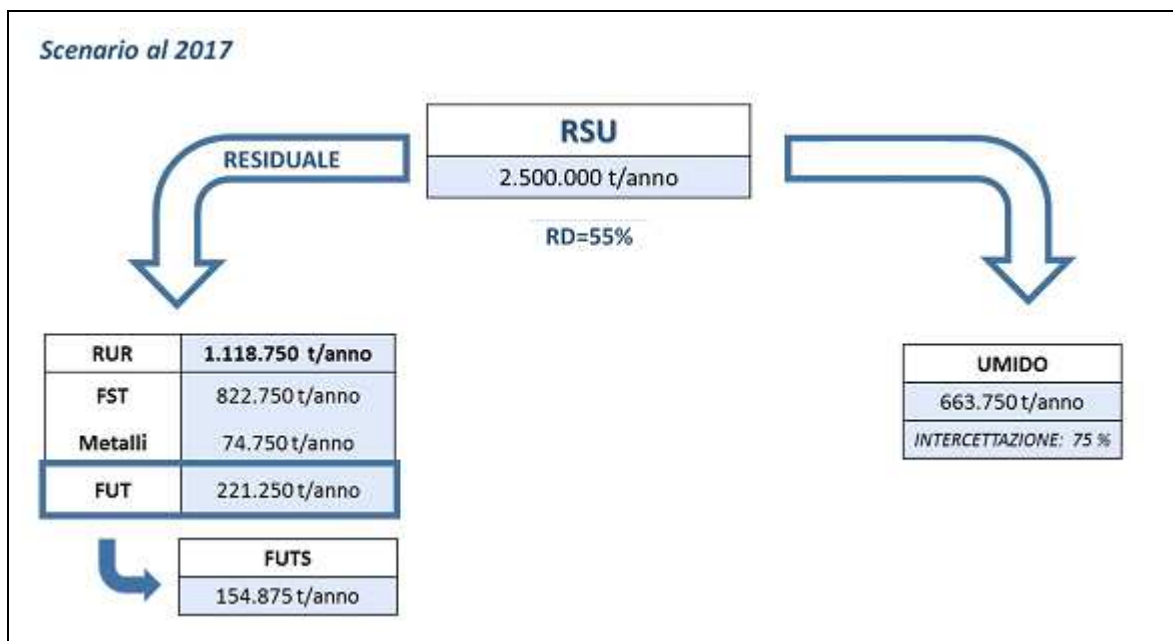 Scenario al 2017
RSU
2.500.000 t/anno
RD=55%
RESIDUALE
RUR 1.118.750 t/anno
FST 822.750 t/anno
Metalli 74.750 t/anno
FUT 221.250 t/anno
FUTS
154.875 t/anno
UMIDO
663.750 t/anno
INTERCETTAZIONE: 75 %